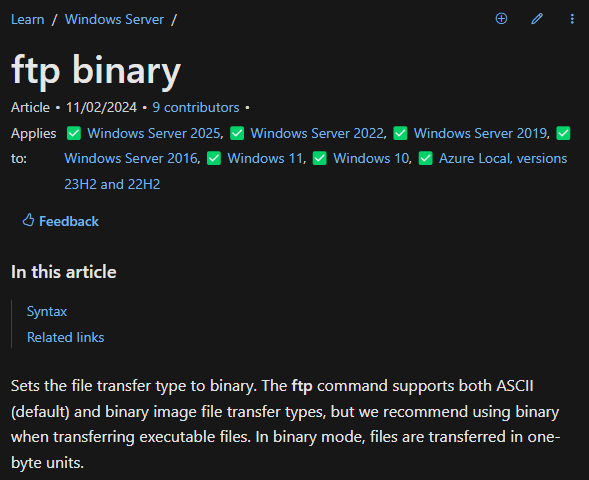 Learn / Windows Server /
ftp binary
Article • 11/02/2024 • 9 contributors •
Applies to: ✅ Windows Server 2025, ✅ Windows Server 2022, ✅ Windows Server 2019, ✅
Windows Server 2016, ✅ Windows 11, ✅ Windows 10, ✅ Azure Local, versions
23H2 and 22H2
Feedback
In this article
Syntax
Related links
Sets the file transfer type to binary. The ftp command supports both ASCII
(default) and binary image file transfer types, but we recommend using binary
when transferring executable files. In binary mode, files are transferred in one-
byte units.